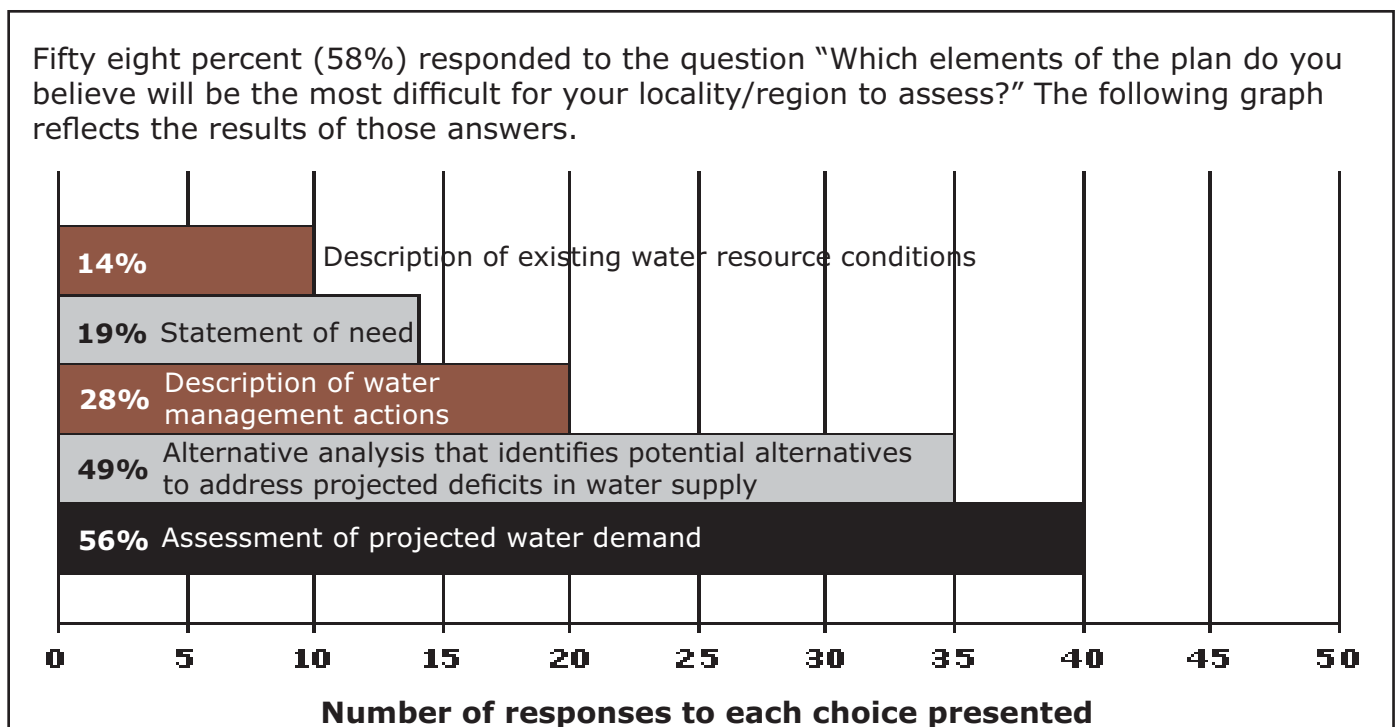 Fifty eight percent (58%) responded to the question “Which elements of the plan do you
believe will be the most difficult for your locality/region to assess?” The following graph
reflects the results of those answers.
14% Description of existing water resource conditions
19% Statement of need
28% Description of water
management actions
49% Alternative analysis that identifies potential alternatives
to address projected deficits in water supply
56% Assessment of projected water demand
0 5 10 15 20 25 30 35 40 45 50
Number of responses to each choice presented